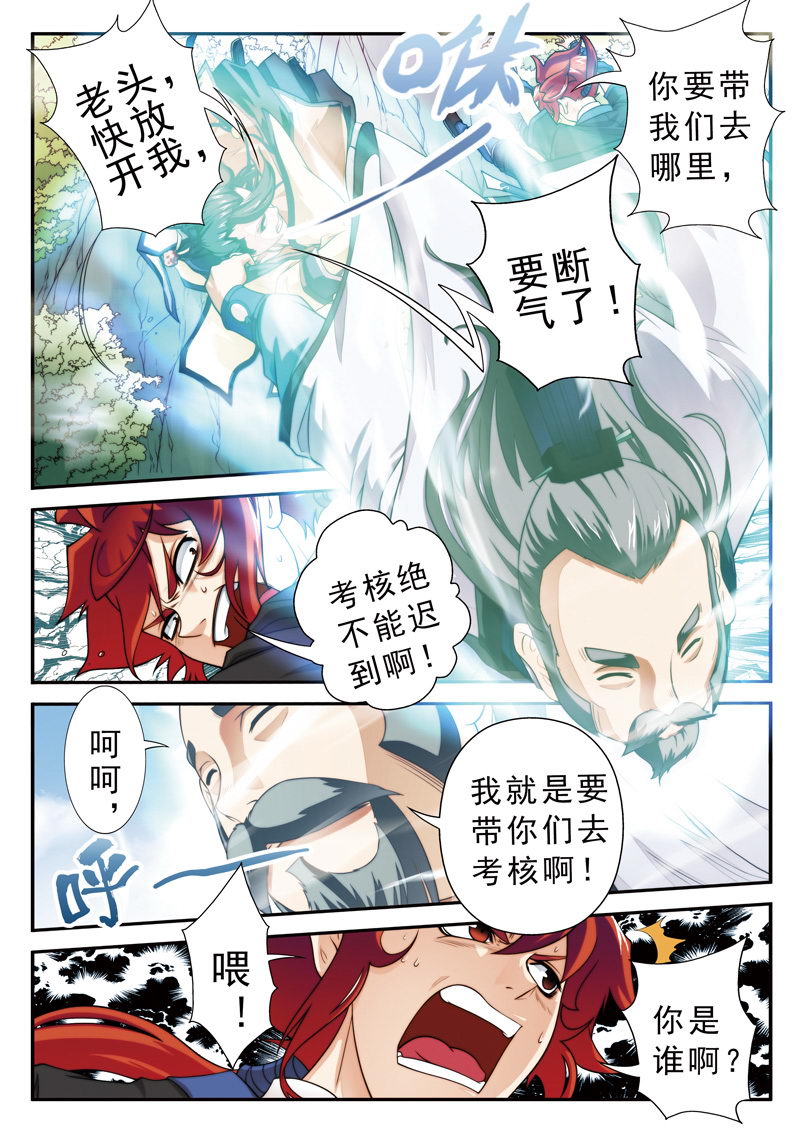 老头，
快放
开我，
咻
你要带
我们去
哪里，
要断
气了！
考核绝
不能迟
到啊！
呵
呵，
我就是要
带你们去
考核啊！
呼
喂！
你是
谁啊？